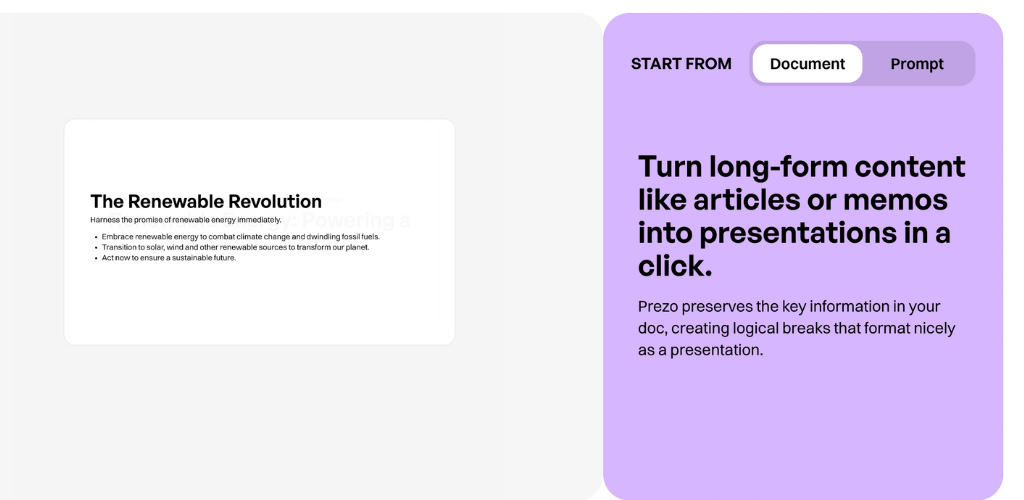 The Renewable Revolution
Harness the promise of renewable energy immediately.
y: Powering a
• Embrace renewable energy to combat climate change and dwindling fossil fuels.
• Transition to solar, wind and other renewable sources to transform our planet.
• Act now to ensure a sustainable future.
START FROM Document Prompt
Turn long-form content
like articles or memos
into presentations in a
click.
Prezo preserves the key information in your
doc, creating logical breaks that format nicely
as a presentation.